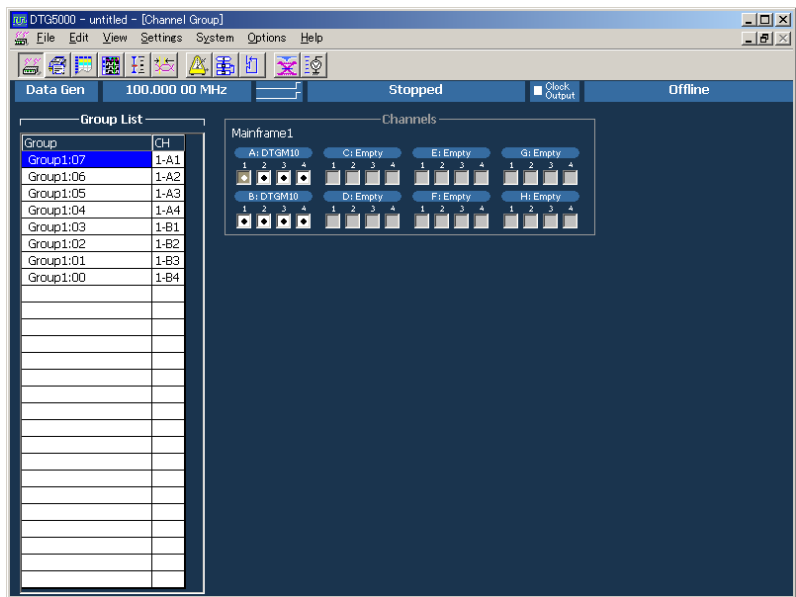 DTG5000 - untitled - [Channel Group]
File Edit View Settings System Options Help
Data Gen 100.000 00 MHz Stopped Clock Output Offline
Group List
Group CH
Group1:07 1-A1
Group1:06 1-A2
Group1:05 1-A3
Group1:04 1-A4
Group1:03 1-B1
Group1:02 1-B2
Group1:01 1-B3
Group1:00 1-B4
Channels
Mainframe1
A: DTGM10 C: Empty E: Empty G: Empty
1 2 3 4 1 2 3 4 1 2 3 4 1 2 3 4
B: DTGM10 D: Empty F: Empty H: Empty
1 2 3 4 1 2 3 4 1 2 3 4 1 2 3 4